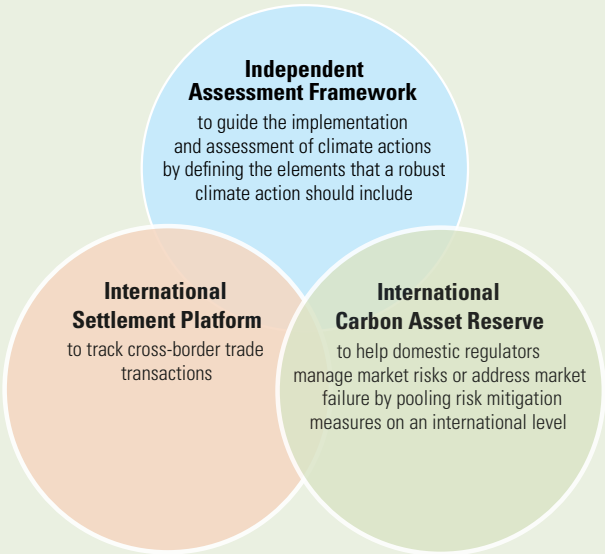 Independent
Assessment Framework
to guide the implementation
and assessment of climate actions
by defining the elements that a robust
climate action should include
International
Settlement Platform
to track cross-border trade
transactions
International
Carbon Asset Reserve
to help domestic regulators
manage market risks or address market
failure by pooling risk mitigation
measures on an international level